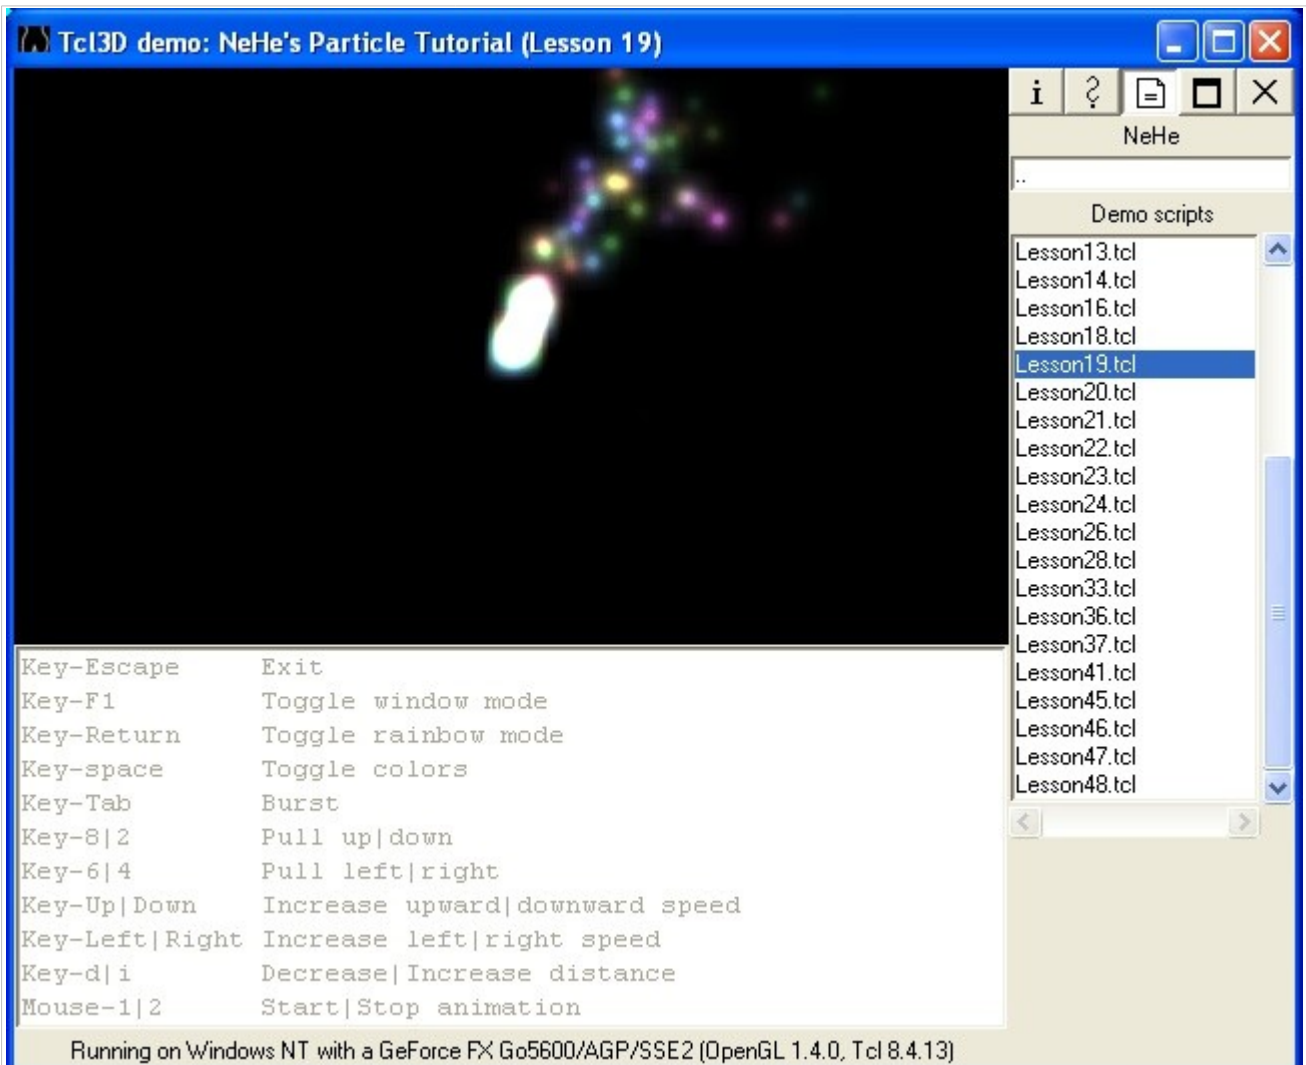 Tcl3D demo: NeHe's Particle Tutorial (Lesson 19)
i ?
NeHe
..
Demo scripts
Lesson13.tcl
Lesson14.tcl
Lesson16.tcl
Lesson18.tcl
Lesson19.tcl
Lesson20.tcl
Lesson21.tcl
Lesson22.tcl
Lesson23.tcl
Lesson24.tcl
Lesson26.tcl
Lesson28.tcl
Lesson33.tcl
Lesson36.tcl
Lesson37.tcl
Lesson41.tcl
Lesson45.tcl
Lesson46.tcl
Lesson47.tcl
Lesson48.tcl
Key-Escape Exit
Key-F1 Toggle window mode
Key-Return Toggle rainbow mode
Key-space Toggle colors
Key-Tab Burst
Key-8|2 Pull up|down
Key-6|4 Pull left|right
Key-Up|Down Increase upward|downward speed
Key-Left|Right Increase left|right speed
Key-d|i Decrease|Increase distance
Mouse-1|2 Start|Stop animation
Running on Windows NT with a GeForce FX Go5600/AGP/SSE2 (OpenGL 1.4.0, Tcl 8.4.13)